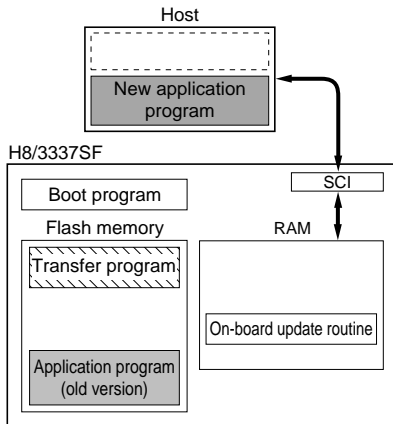 Host
New application
program
H8/3337SF
SCI
Boot program
Flash memory
RAM
Transfer program
On-board update routine
Application program
(old version)